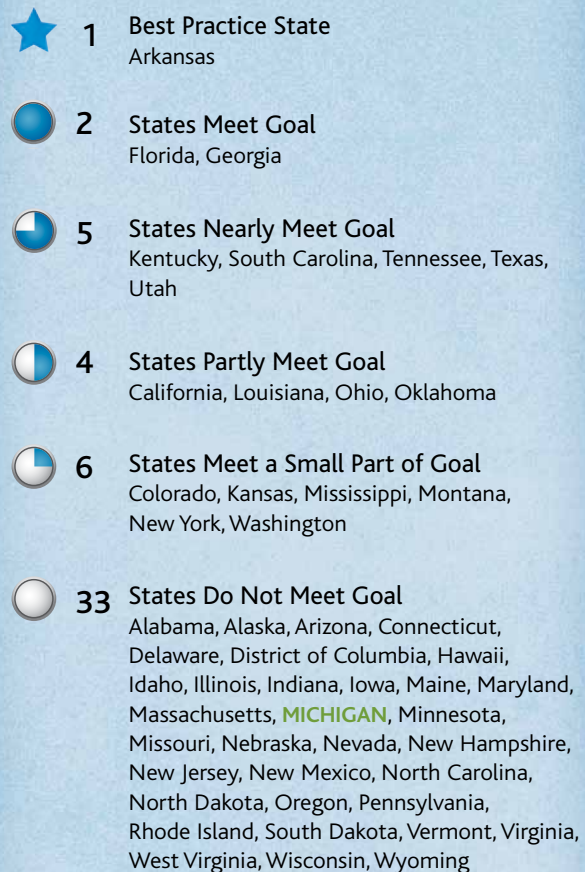 1 Best Practice State
Arkansas
2 States Meet Goal
Florida, Georgia
5 States Nearly Meet Goal
Kentucky, South Carolina, Tennessee, Texas,
Utah
4 States Partly Meet Goal
California, Louisiana, Ohio, Oklahoma
6 States Meet a Small Part of Goal
Colorado, Kansas, Mississippi, Montana,
New York, Washington
33 States Do Not Meet Goal
Alabama, Alaska, Arizona, Connecticut,
Delaware, District of Columbia, Hawaii,
Idaho, Illinois, Indiana, Iowa, Maine, Maryland,
Massachusetts, MICHIGAN, Minnesota,
Missouri, Nebraska, Nevada, New Hampshire,
New Jersey, New Mexico, North Carolina,
North Dakota, Oregon, Pennsylvania,
Rhode Island, South Dakota, Vermont, Virginia,
West Virginia, Wisconsin, Wyoming